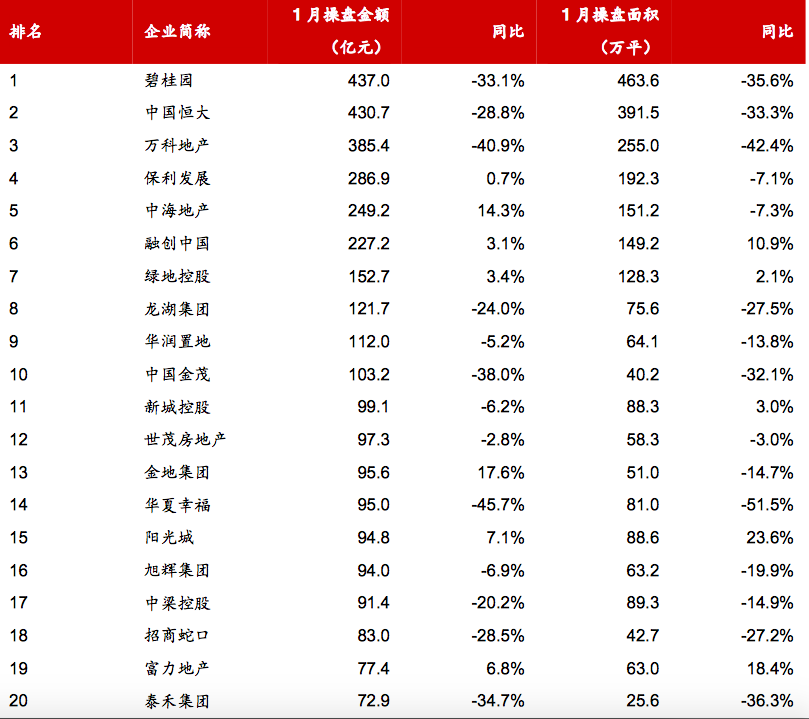 排名 企业简称 1月操盘金额（亿元） 同比 1月操盘面积（万平） 同比
1 碧桂园 437.0 -33.1% 463.6 -35.6%
2 中国恒大 430.7 -28.8% 391.5 -33.3%
3 万科地产 385.4 -40.9% 255.0 -42.4%
4 保利发展 286.9 0.7% 192.3 -7.1%
5 中海地产 249.2 14.3% 151.2 -7.3%
6 融创中国 227.2 3.1% 149.2 10.9%
7 绿地控股 152.7 3.4% 128.3 2.1%
8 龙湖集团 121.7 -24.0% 75.6 -27.5%
9 华润置地 112.0 -5.2% 64.1 -13.8%
10 中国金茂 103.2 -38.0% 40.2 -32.1%
11 新城控股 99.1 -6.2% 88.3 3.0%
12 世茂房地产 97.3 -2.8% 58.3 -3.0%
13 金地集团 95.6 17.6% 51.0 -14.7%
14 华夏幸福 95.0 -45.7% 81.0 -51.5%
15 阳光城 94.8 7.1% 88.6 23.6%
16 旭辉集团 94.0 -6.9% 63.2 -19.9%
17 中梁控股 91.4 -20.2% 89.3 -14.9%
18 招商蛇口 83.0 -28.5% 42.7 -27.2%
19 富力地产 77.4 6.8% 63.0 18.4%
20 泰禾集团 72.9 -34.7% 25.6 -36.3%